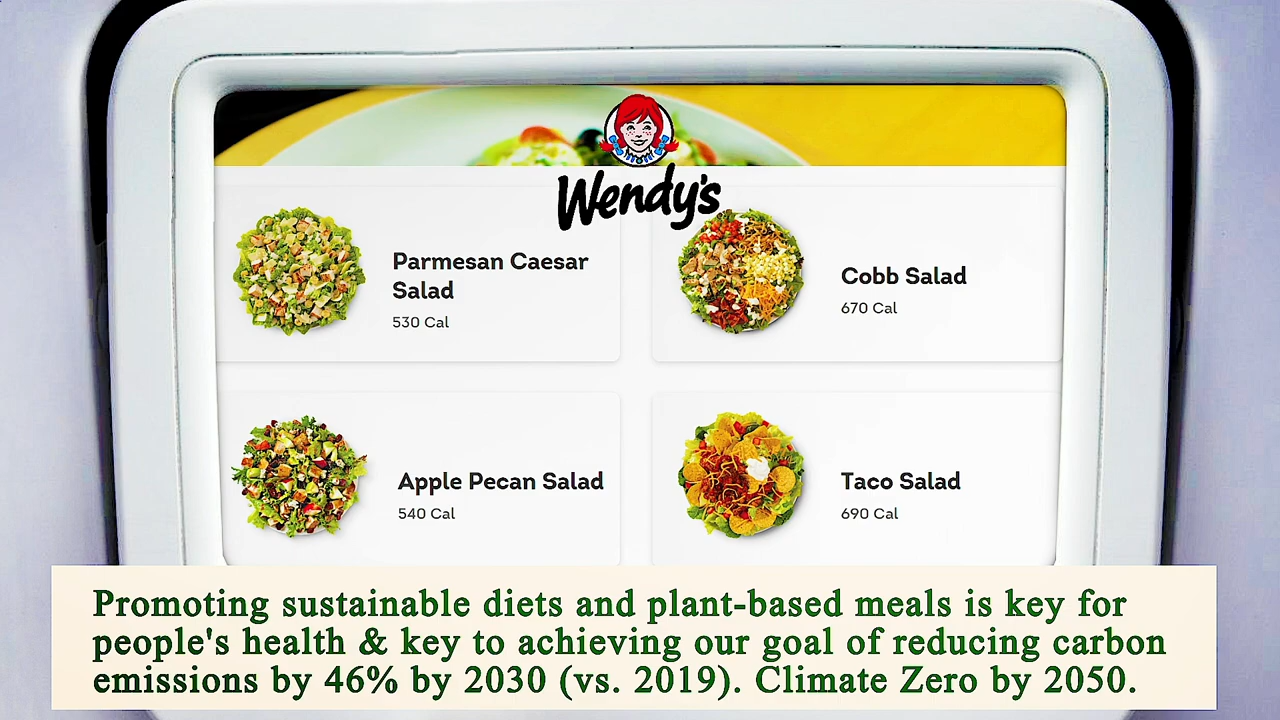 Wendy's
Parmesan Caesar
Salad
530 Cal
Cobb Salad
670 Cal
Apple Pecan Salad
540 Cal
Taco Salad
690 Cal
Promoting sustainable diets and plant-based meals is key for
people's health & key to achieving our goal of reducing carbon
emissions by 46% by 2030 (vs. 2019). Climate Zero by 2050.